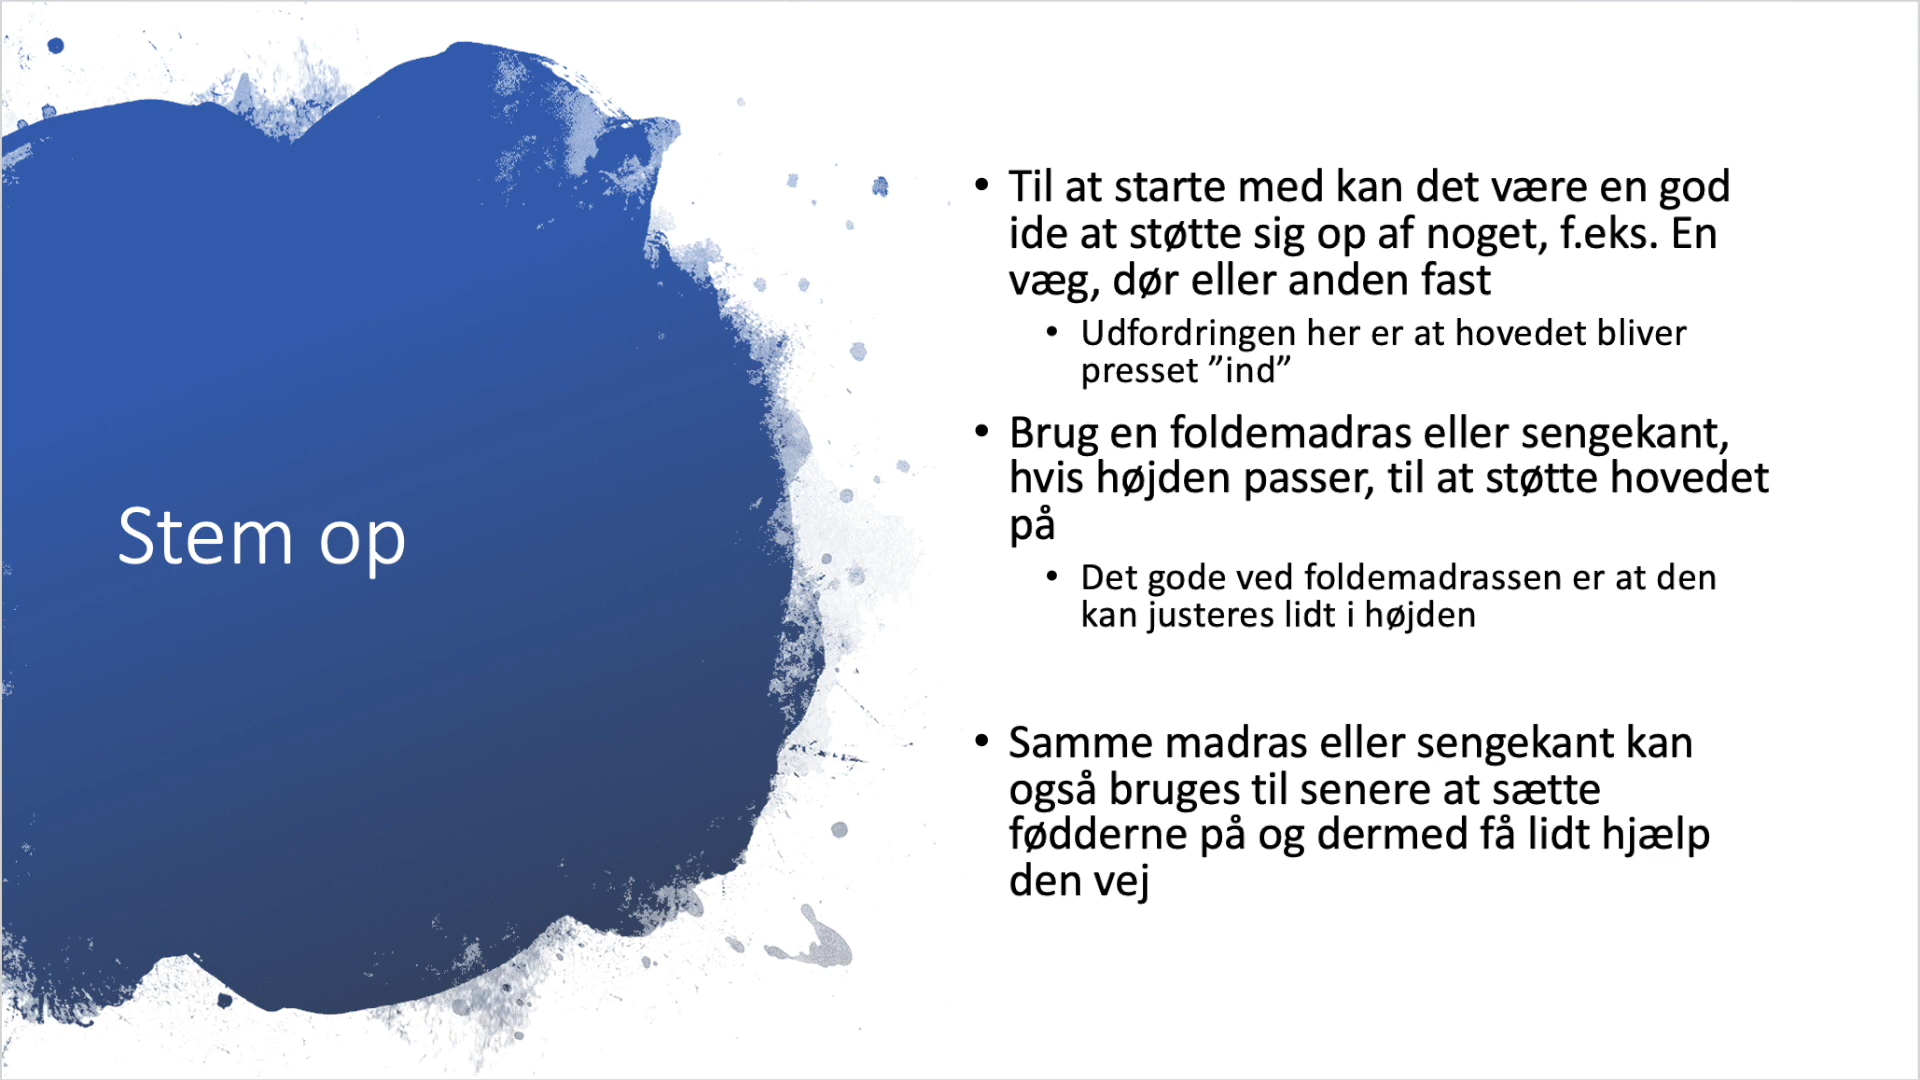 Stem op
• Til at starte med kan det være en god
ide at støtte sig op af noget, f.eks. En
væg, dør eller anden fast
• Udfordringen her er at hovedet bliver
presset ”ind”
• Brug en foldemadras eller sengekant,
hvis højden passer, til at støtte hovedet
på
• Det gode ved foldemadrassen er at den
kan justeres lidt i højden
• Samme madras eller sengekant kan
også bruges til senere at sætte
fødderne på og dermed få lidt hjælp
den vej